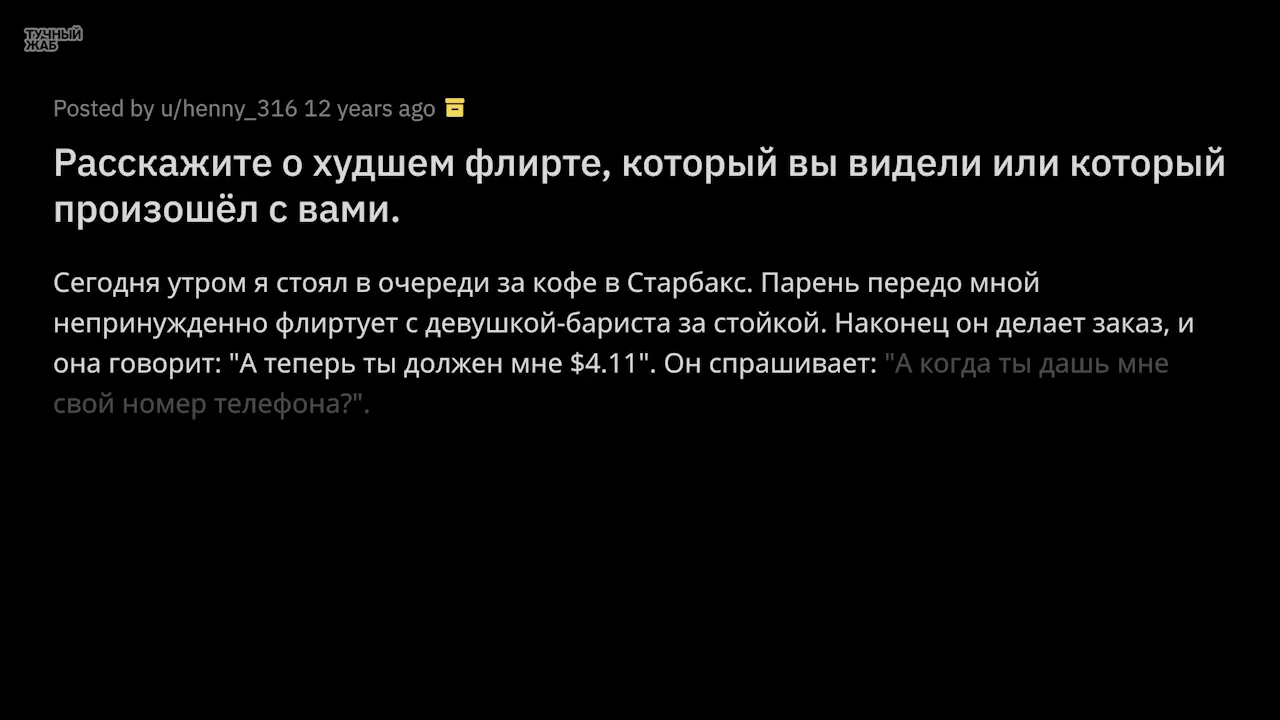 ТУЧНЫЙ
ЖАБ
Posted by u/henny_316 12 years ago
Расскажите о худшем флирте, который вы видели или который
произошёл с вами.
Сегодня утром я стоял в очереди за кофе в Старбакс. Парень передо мной
непринужденно флиртует с девушкой-бариста за стойкой. Наконец он делает заказ, и
она говорит: "А теперь ты должен мне $4.11". Он спрашивает: "А когда ты дашь мне
свой номер телефона?".